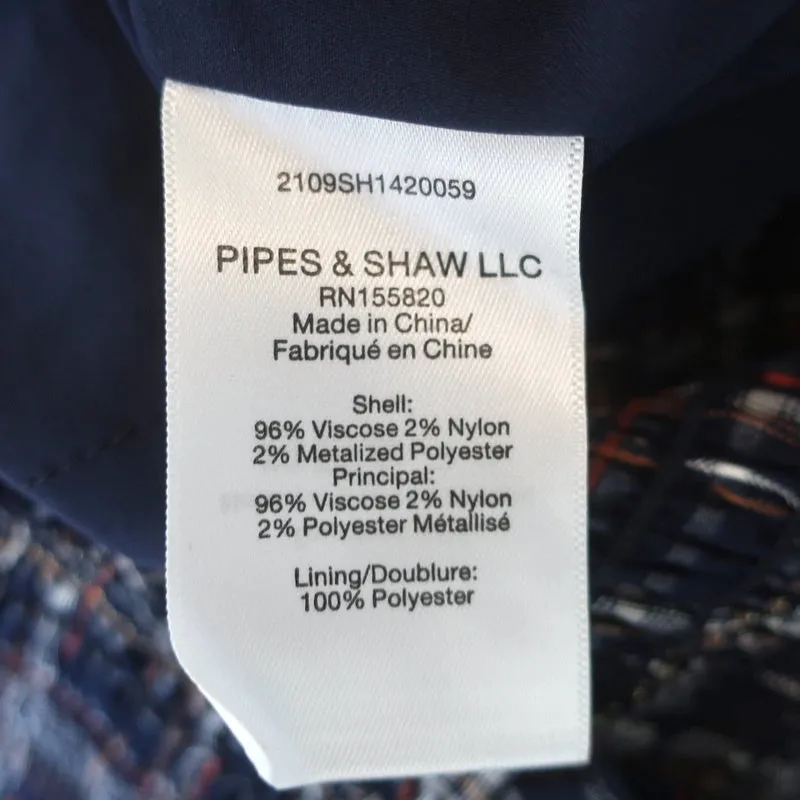 2109SH1420059
PIPES & SHAW LLC
RN155820
Made in China/
Fabriqué en Chine
Shell:
96% Viscose 2% Nylon
2% Metalized Polyester
Principal:
96% Viscose 2% Nylon
2% Polyester Métallisé
Lining/Doublure:
100% Polyester